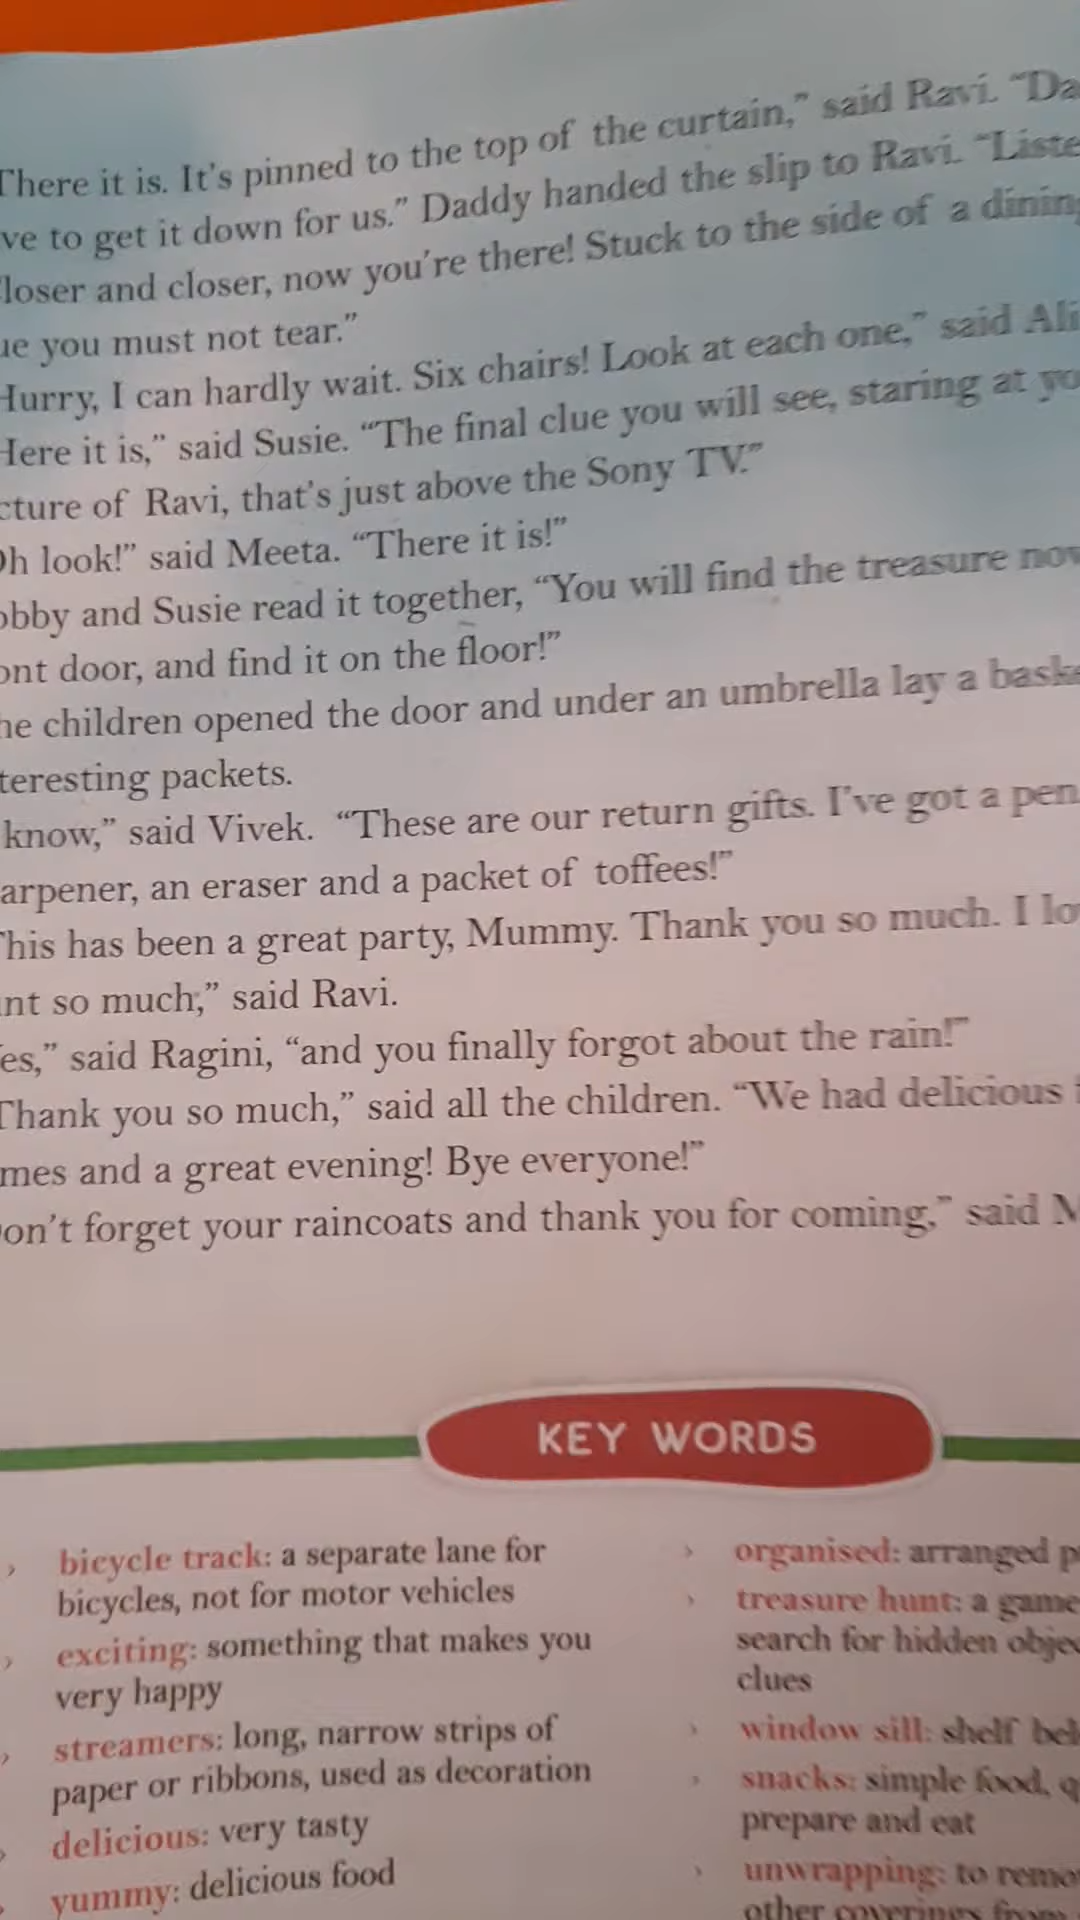 There it is. It's pinned to the top of the curtain," said Ravi. "Da
ve to get it down for us." Daddy handed the slip to Ravi. "Liste
loser and closer, now you're there! Stuck to the side of a dining
ue you must not tear."
Hurry, I can hardly wait. Six chairs! Look at each one," said Ali
Here it is," said Susie. "The final clue you will see, staring at yo
cture of Ravi, that's just above the Sony TV."
Oh look!" said Meeta. "There it is!"
obby and Susie read it together, "You will find the treasure now
ont door, and find it on the floor!"
he children opened the door and under an umbrella lay a baske
teresting packets.
know," said Vivek. "These are our return gifts. I've got a pen
arpener, an eraser and a packet of toffees!"
This has been a great party, Mummy. Thank you so much. I lo
unt so much," said Ravi.
Yes," said Ragini, "and you finally forgot about the rain!"
Thank you so much," said all the children. "We had delicious
mes and a great evening! Bye everyone!"
on't forget your raincoats and thank you for coming," said M
KEY WORDS
› bicycle track: a separate lane for
bicycles, not for motor vehicles
› exciting: something that makes you
very happy
› streamers: long, narrow strips of
paper or ribbons, used as decoration
› delicious: very tasty
› yummy: delicious food
› organised: arranged p
› treasure hunt: a game
search for hidden objec
clues
› window sill: shelf bel
› snacks: simple food, q
prepare and eat
› unwrapping: to remo
other coverings from